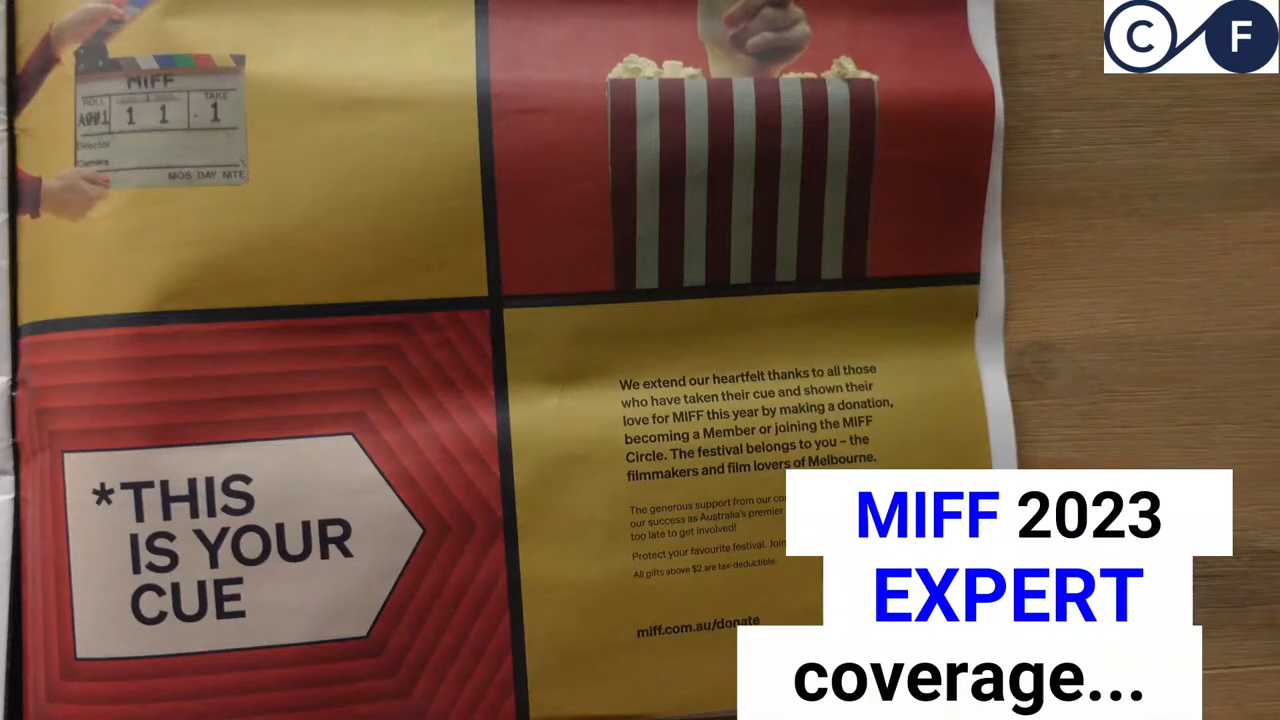 C F
MIFF
ROLL
TAKE
A001 1 1 1
Director
Camera
MOS DAY NITE
*THIS
IS YOUR
CUE
We extend our heartfelt thanks to all those
who have taken their cue and shown their
love for MIFF this year by making a donation,
becoming a Member or joining the MIFF
Circle. The festival belongs to you – the
filmmakers and film lovers of Melbourne.
The generous support from our
our success as Australia's premier
too late to get involved!
Protect your favourite festival. Join
All gifts above $2 are tax-deductible.
miff.com.au/donate
MIFF 2023
EXPERT
coverage...